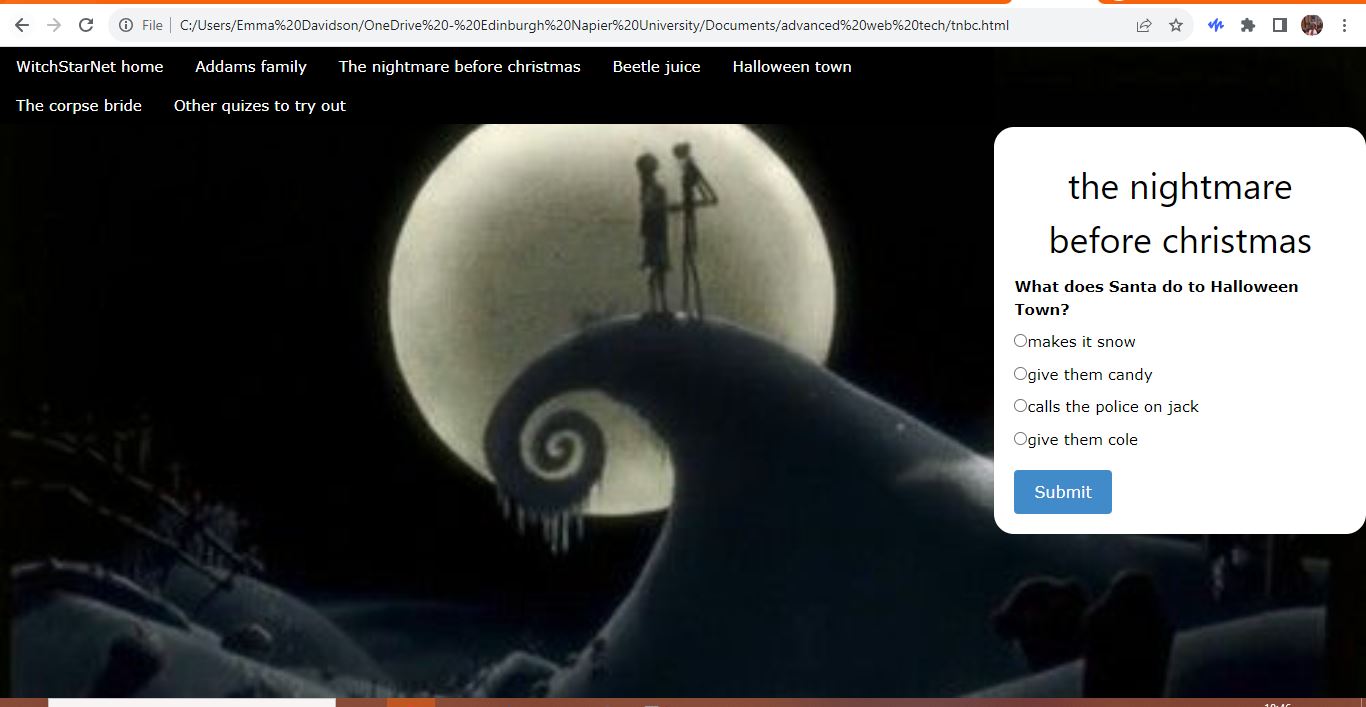 File C:/Users/Emma%20Davidson/OneDrive%20-%20Edinburgh%20Napier%20University/Documents/advanced%20web%20tech/tnbc.html
WitchStarNet home Addams family The nightmare before christmas Beetle juice Halloween town
The corpse bride Other quizes to try out
the nightmare
before christmas
What does Santa do to Halloween
Town?
makes it snow
give them candy
calls the police on jack
give them cole
Submit